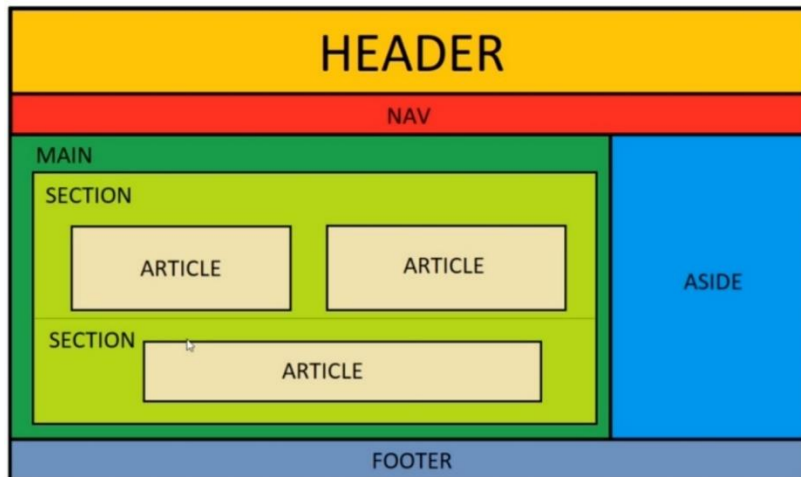 HEADER
NAV
MAIN
SECTION
ARTICLE
ARTICLE
SECTION
ARTICLE
ASIDE
FOOTER